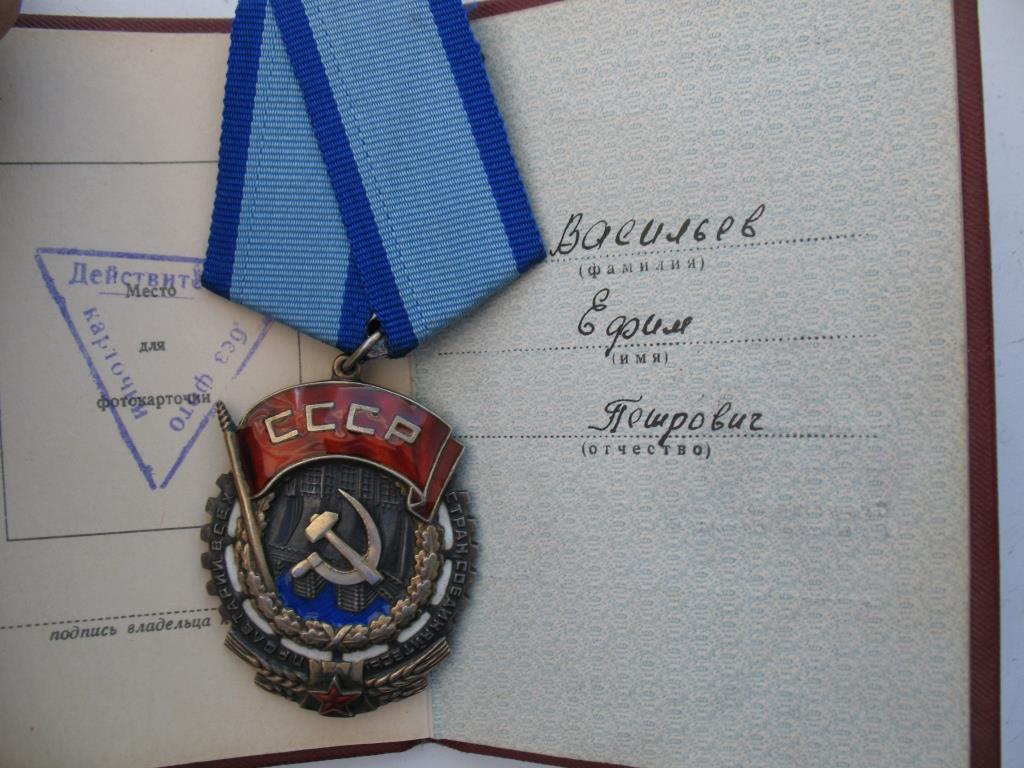 Действите
без фото
карточки
Место
для
фотокарточки
подпись владельца
Васильев
(фамилия)
Ефим
(имя)
Петрович
(отчество)
СССР
ПРОЛЕТАРИИ ВСЕХ
СТРАН СОЕДИНЯЙТЕСЬ